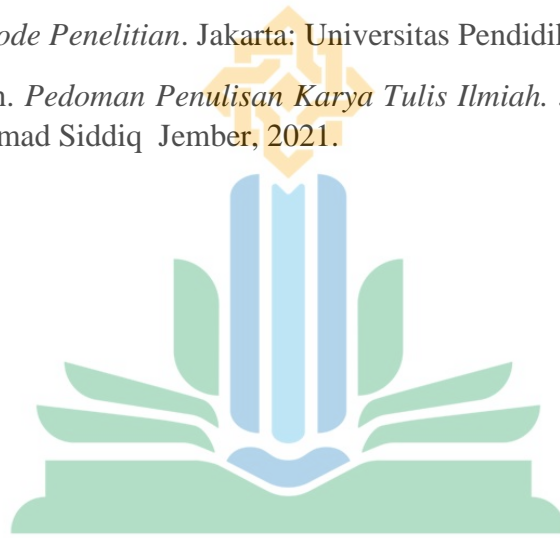 ode Penelitian. Jakarta: Universitas Pendidil
n. Pedoman Penulisan Karya Tulis Ilmiah.
mad Siddiq Jember, 2021.